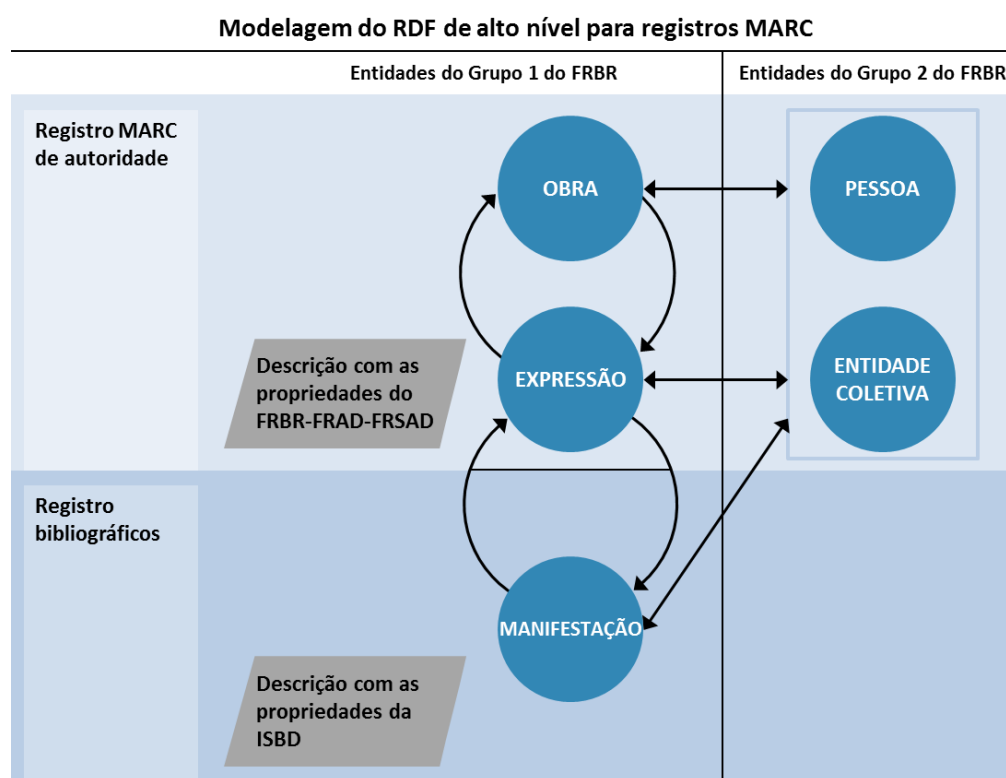 Modelagem do RDF de alto nível para registros MARC
Entidades do Grupo 1 do FRBR
Entidades do Grupo 2 do FRBR
Registro MARC
de autoridade
OBRA
PESSOA
Descrição com as
propriedades do
FRBR-FRAD-FRSAD
EXPRESSÃO
ENTIDADE
COLETIVA
Registro
bibliográficos
MANIFESTAÇÃO
Descrição com as
propriedades da
ISBD